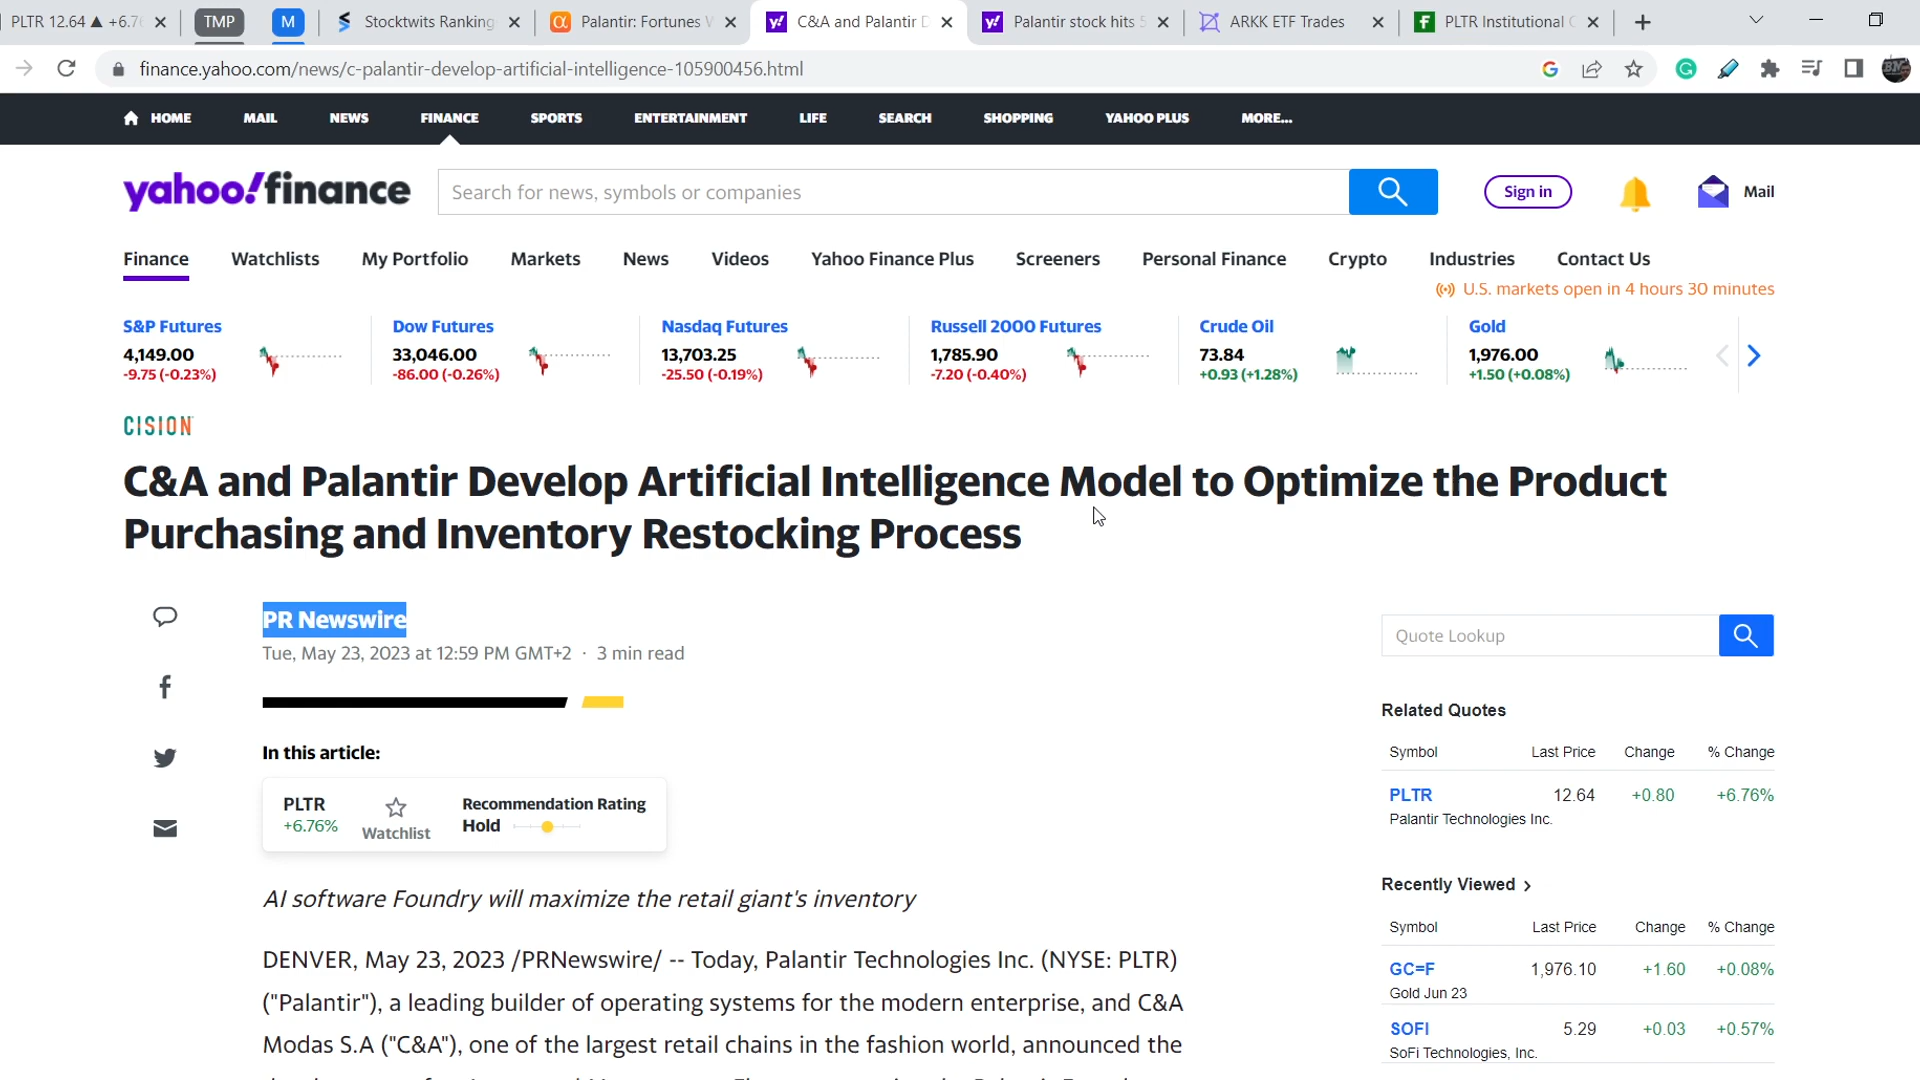 PLTR 12.64 ▲ +6.7
TMP
M
Stocktwits Ranking
Palantir: Fortunes
C&A and Palantir D
Palantir stock hits
ARKK ETF Trades
PLTR Institutional
finance.yahoo.com/news/c-palantir-develop-artificial-intelligence-105900456.html
HOME MAIL NEWS FINANCE SPORTS ENTERTAINMENT LIFE SEARCH SHOPPING YAHOO PLUS MORE...
yahoo!finance
Search for news, symbols or companies
Sign in
Mail
Finance Watchlists My Portfolio Markets News Videos Yahoo Finance Plus Screeners Personal Finance Crypto Industries Contact Us
U.S. markets open in 4 hours 30 minutes
S&P Futures
4,149.00
-9.75 (-0.23%)
Dow Futures
33,046.00
-86.00 (-0.26%)
Nasdaq Futures
13,703.25
-25.50 (-0.19%)
Russell 2000 Futures
1,785.90
-7.20 (-0.40%)
Crude Oil
73.84
+0.93 (+1.28%)
Gold
1,976.00
+1.50 (+0.08%)
CISION
C&A and Palantir Develop Artificial Intelligence Model to Optimize the Product
Purchasing and Inventory Restocking Process
PR Newswire
Tue, May 23, 2023 at 12:59 PM GMT+2 · 3 min read
In this article:
PLTR
+6.76%
Watchlist
Recommendation Rating
Hold
AI software Foundry will maximize the retail giant's inventory
DENVER, May 23, 2023 /PRNewswire/ -- Today, Palantir Technologies Inc. (NYSE: PLTR)
("Palantir"), a leading builder of operating systems for the modern enterprise, and C&A
Modas S.A ("C&A"), one of the largest retail chains in the fashion world, announced the
Quote Lookup
Related Quotes
Symbol Last Price Change % Change
PLTR 12.64 +0.80 +6.76%
Palantir Technologies Inc.
Recently Viewed
Symbol Last Price Change % Change
GC=F 1,976.10 +1.60 +0.08%
Gold Jun 23
SOFI 5.29 +0.03 +0.57%
SoFi Technologies, Inc.